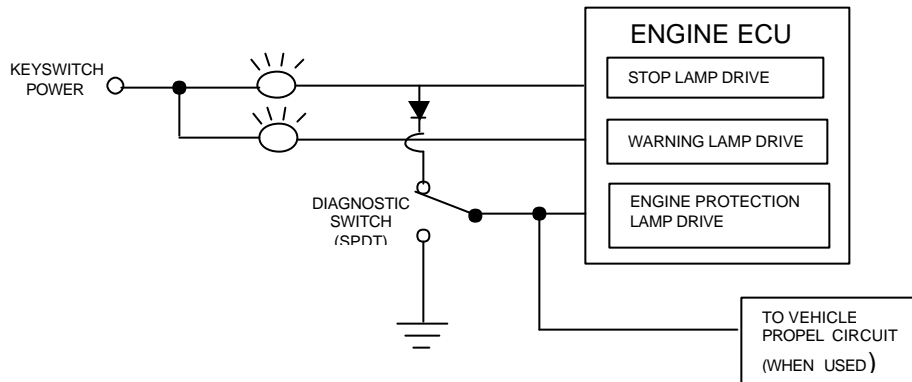 ENGINE ECU
KEYSWITCH
POWER
STOP LAMP DRIVE
WARNING LAMP DRIVE
DIAGNOSTIC
SWITCH
(SPDT)
ENGINE PROTECTION
LAMP DRIVE
TO VEHICLE
PROPEL CIRCUIT
(WHEN USED)